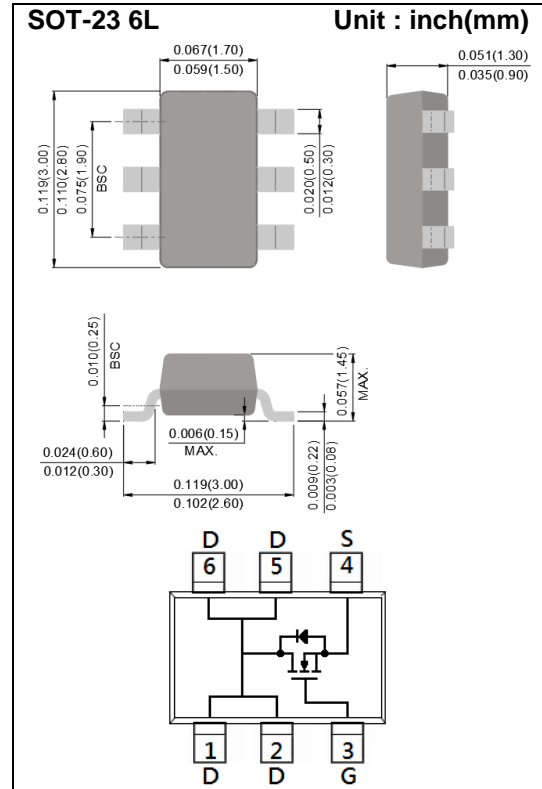 SOT-23 6L Unit : inch(mm)
0.067(1.70)
0.059(1.50)
0.051(1.30)
0.035(0.90)
0.119(3.00)
0.110(2.80)
0.075(1.90)
BSC
0.020(0.50)
0.012(0.30)
0.010(0.25)
BSC
0.057(1.45)
MAX.
0.006(0.15)
MAX.
0.024(0.60)
0.012(0.30)
0.009(0.22)
0.003(0.08)
0.119(3.00)
0.102(2.60)
D D S
6 5 4
1 2 3
D D G